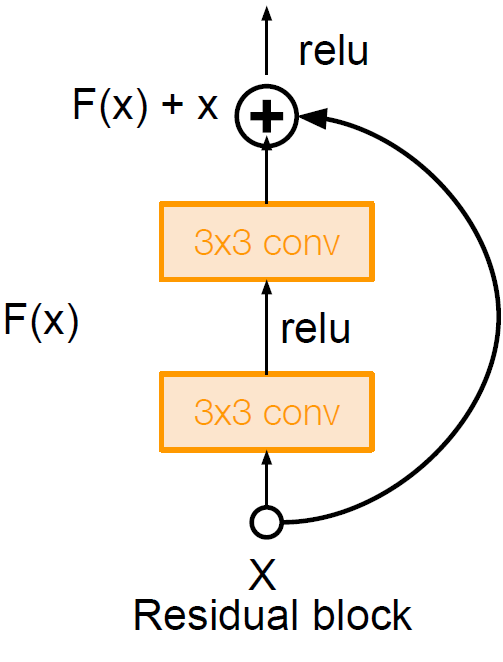 relu
F(x) + x
3x3 conv
F(x)
relu
3x3 conv
X
Residual block